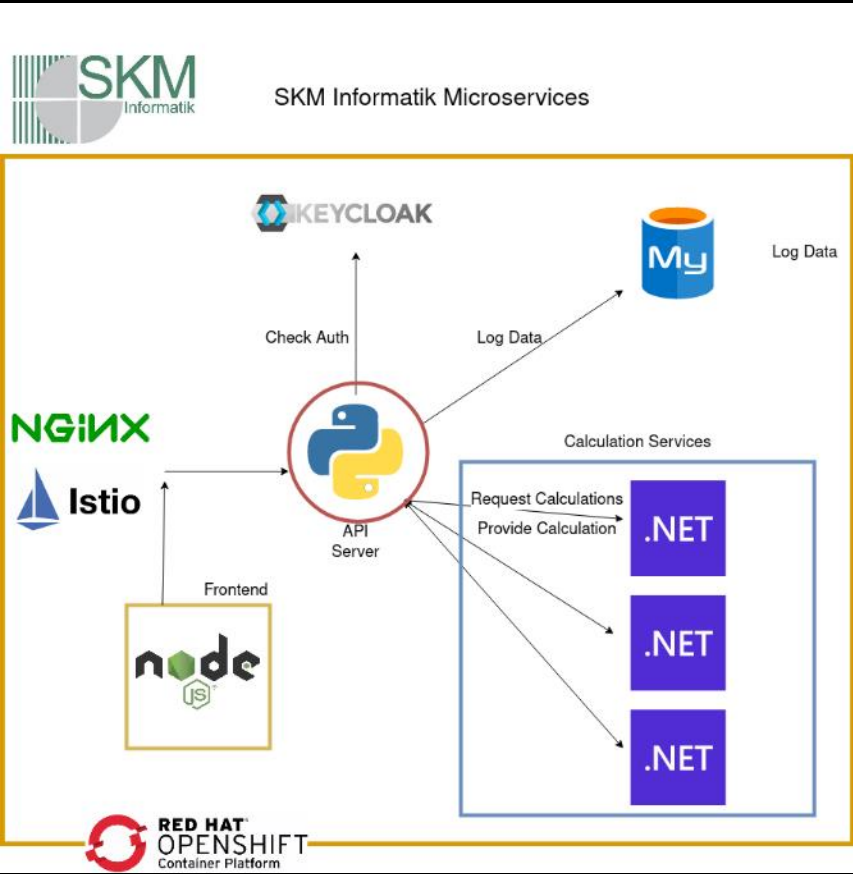 SKM
Informatik
SKM Informatik Microservices
KEYCLOAK
My
Log Data
Check Auth
Log Data
NGiNX
Istio
API
Server
Calculation Services
Request Calculations
Provide Calculation
.NET
.NET
.NET
Frontend
node
JS
RED HAT
OPENSHIFT
Container Platform